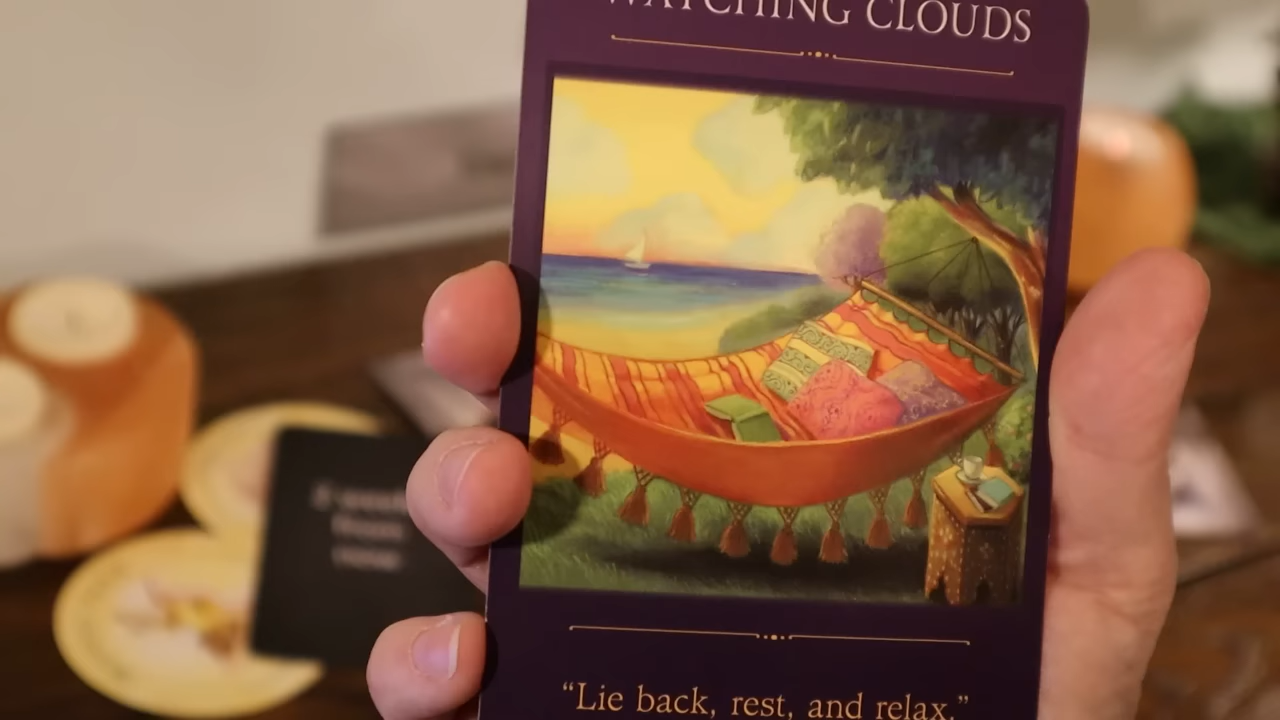 WATCHING CLOUDS
“Lie back, rest, and relax.”